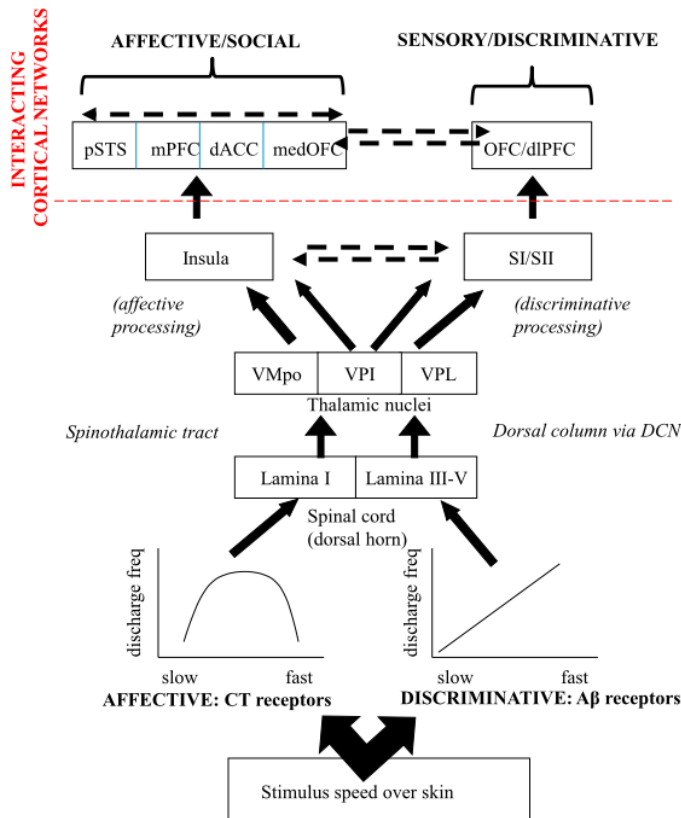 INTERACTING
CORTICAL NETWORKS
AFFECTIVE/SOCIAL
SENSORY/DISCRIMINATIVE
pSTS mPFC dACC medOFC
OFC/dlPFC
Insula
SI/SII
(affective
processing)
(discriminative
processing)
VMpo VPI VPL
Thalamic nuclei
Spinothalamic tract
Dorsal column via DCN
Lamina I Lamina III-V
Spinal cord
(dorsal horn)
discharge freq
slow fast
AFFECTIVE: CT receptors
discharge freq
slow fast
DISCRIMINATIVE: Aβ receptors
Stimulus speed over skin